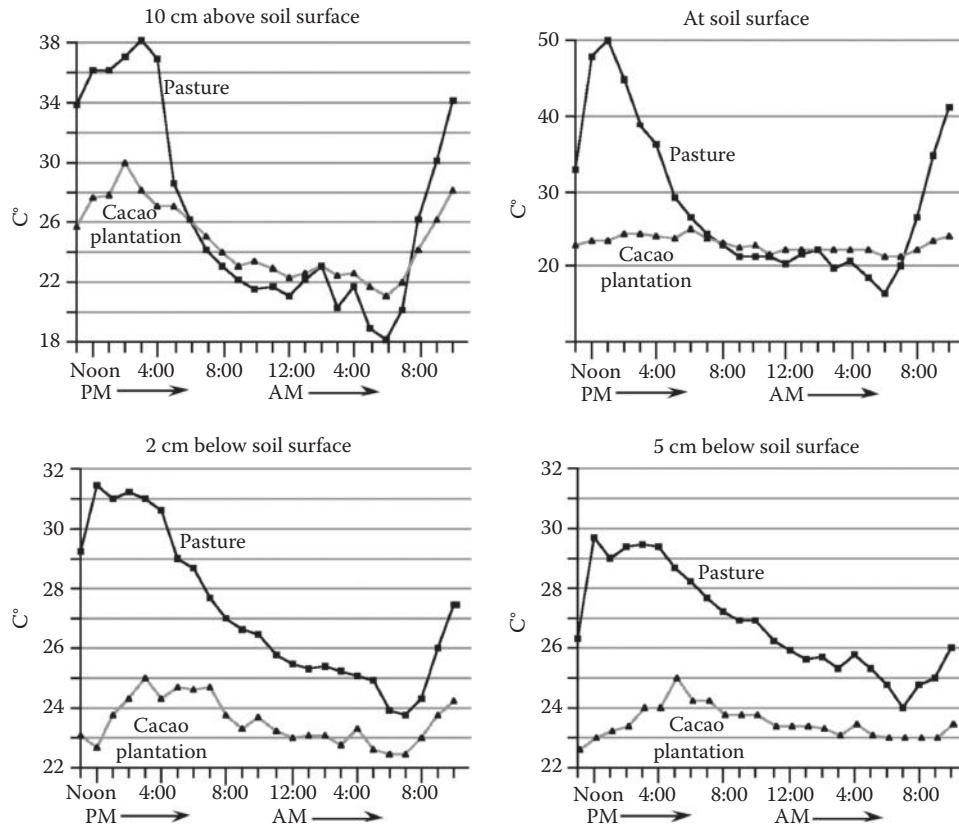 10 cm above soil surface
38
34
30
26
22
18
C°
Pasture
Cacao
plantation
Noon 4:00 8:00 12:00 4:00 8:00
PM AM
At soil surface
50
40
30
20
C°
Pasture
Cacao
plantation
Noon 4:00 8:00 12:00 4:00 8:00
PM AM
2 cm below soil surface
32
30
28
26
24
22
C°
Pasture
Cacao
plantation
Noon 4:00 8:00 12:00 4:00 8:00
PM AM
5 cm below soil surface
32
30
29
28
26
24
23
22
C°
Pasture
Cacao
plantation
Noon 4:00 8:00 12:00 4:00 8:00
PM AM